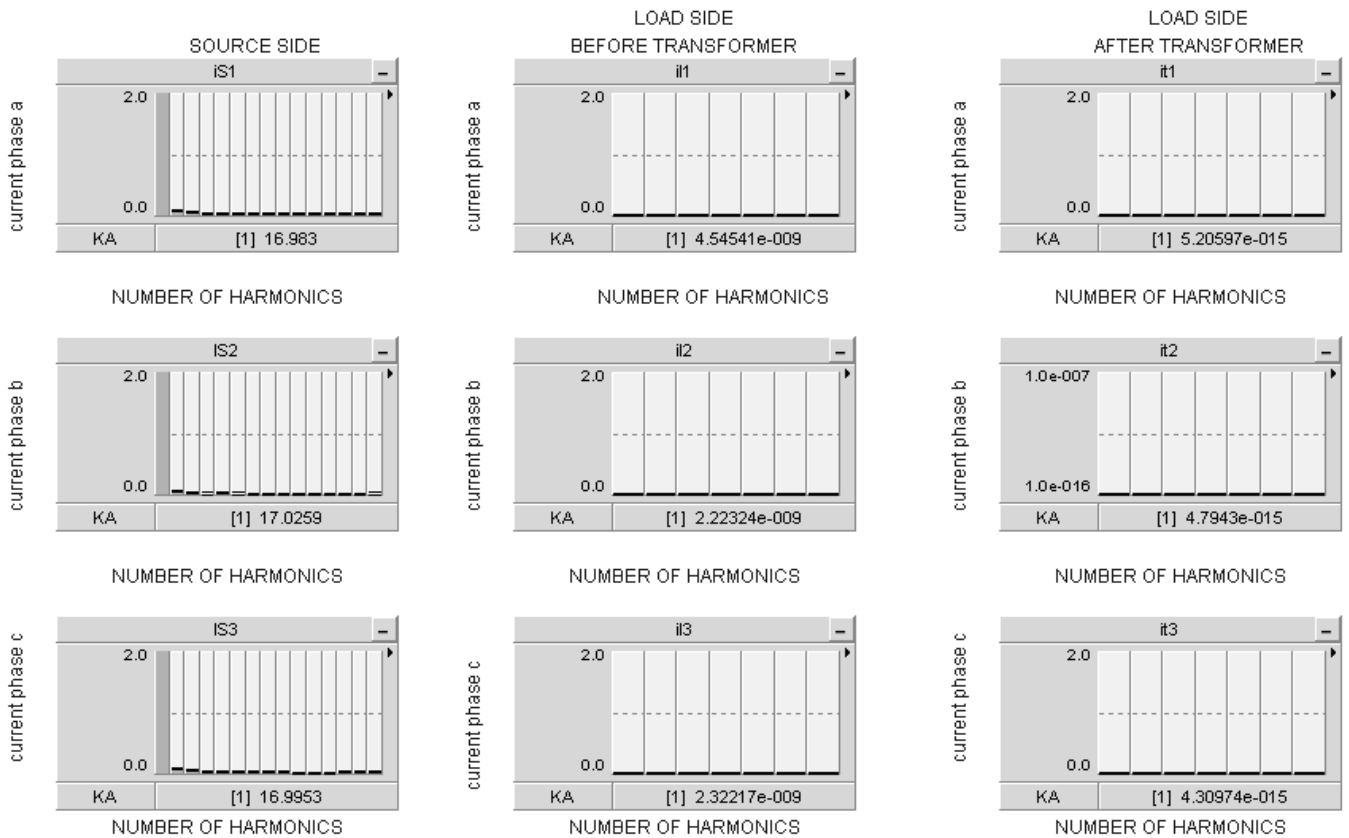 LOAD SIDE
LOAD SIDE
SOURCE SIDE
BEFORE TRANSFORMER
AFTER TRANSFORMER
iS1
2.0
0.0
KA
[1] 16.983
current phase a
NUMBER OF HARMONICS
il1
2.0
0.0
KA
[1] 4.54541e-009
current phase a
NUMBER OF HARMONICS
it1
2.0
0.0
KA
[1] 5.20597e-015
current phase a
NUMBER OF HARMONICS
IS2
2.0
0.0
KA
[1] 17.0259
current phase b
NUMBER OF HARMONICS
il2
2.0
0.0
KA
[1] 2.22324e-009
current phase b
NUMBER OF HARMONICS
it2
1.0e-007
1.0e-016
KA
[1] 4.7943e-015
current phase b
NUMBER OF HARMONICS
IS3
2.0
0.0
KA
[1] 16.9953
current phase c
NUMBER OF HARMONICS
il3
2.0
0.0
KA
[1] 2.32217e-009
current phase c
NUMBER OF HARMONICS
it3
2.0
0.0
KA
[1] 4.30974e-015
current phase c
NUMBER OF HARMONICS